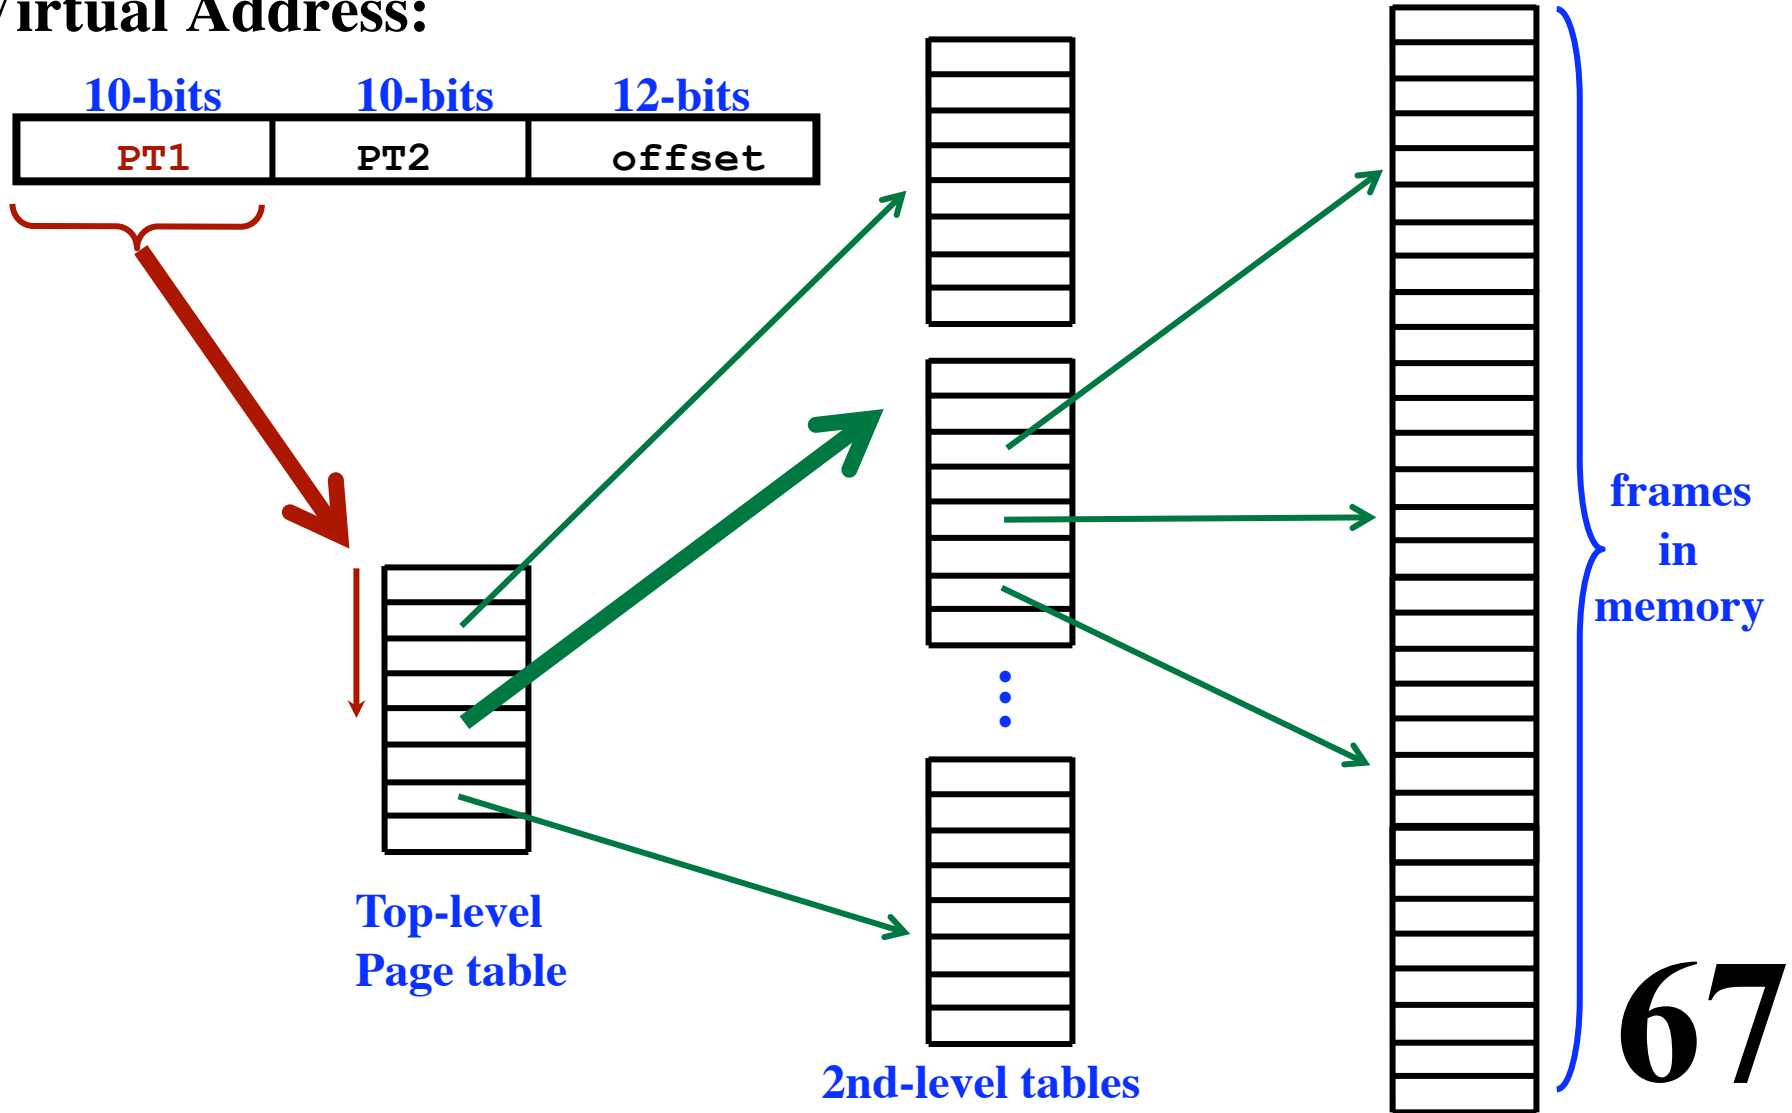 Virtual Address:
10-bits 10-bits 12-bits
PT1 PT2 offset
frames
in
memory
Top-level
Page table
2nd-level tables
67